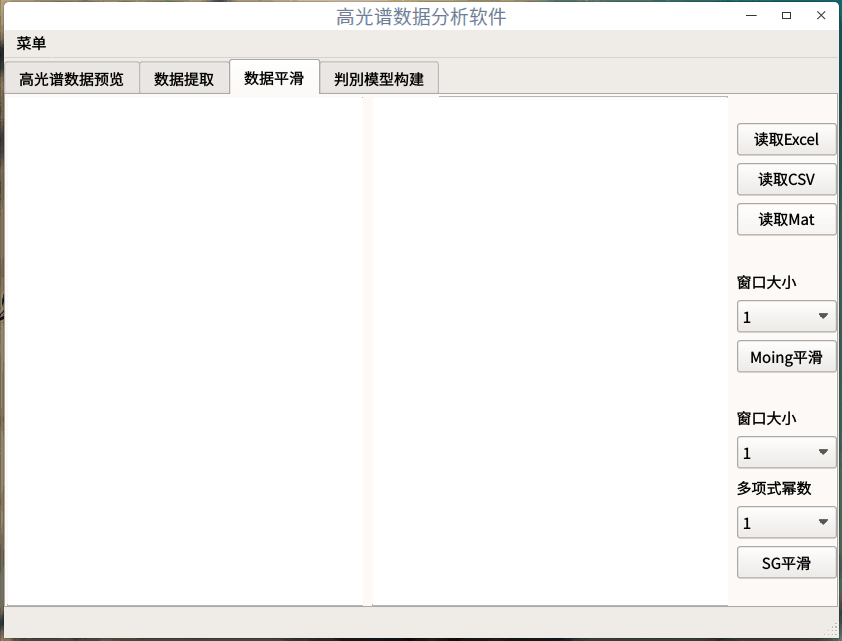 高光谱数据分析软件
菜单
高光谱数据预览
数据提取
数据平滑
判别模型构建
读取Excel
读取CSV
读取Mat
窗口大小
1
Moing平滑
窗口大小
1
多项式幂数
1
SG平滑